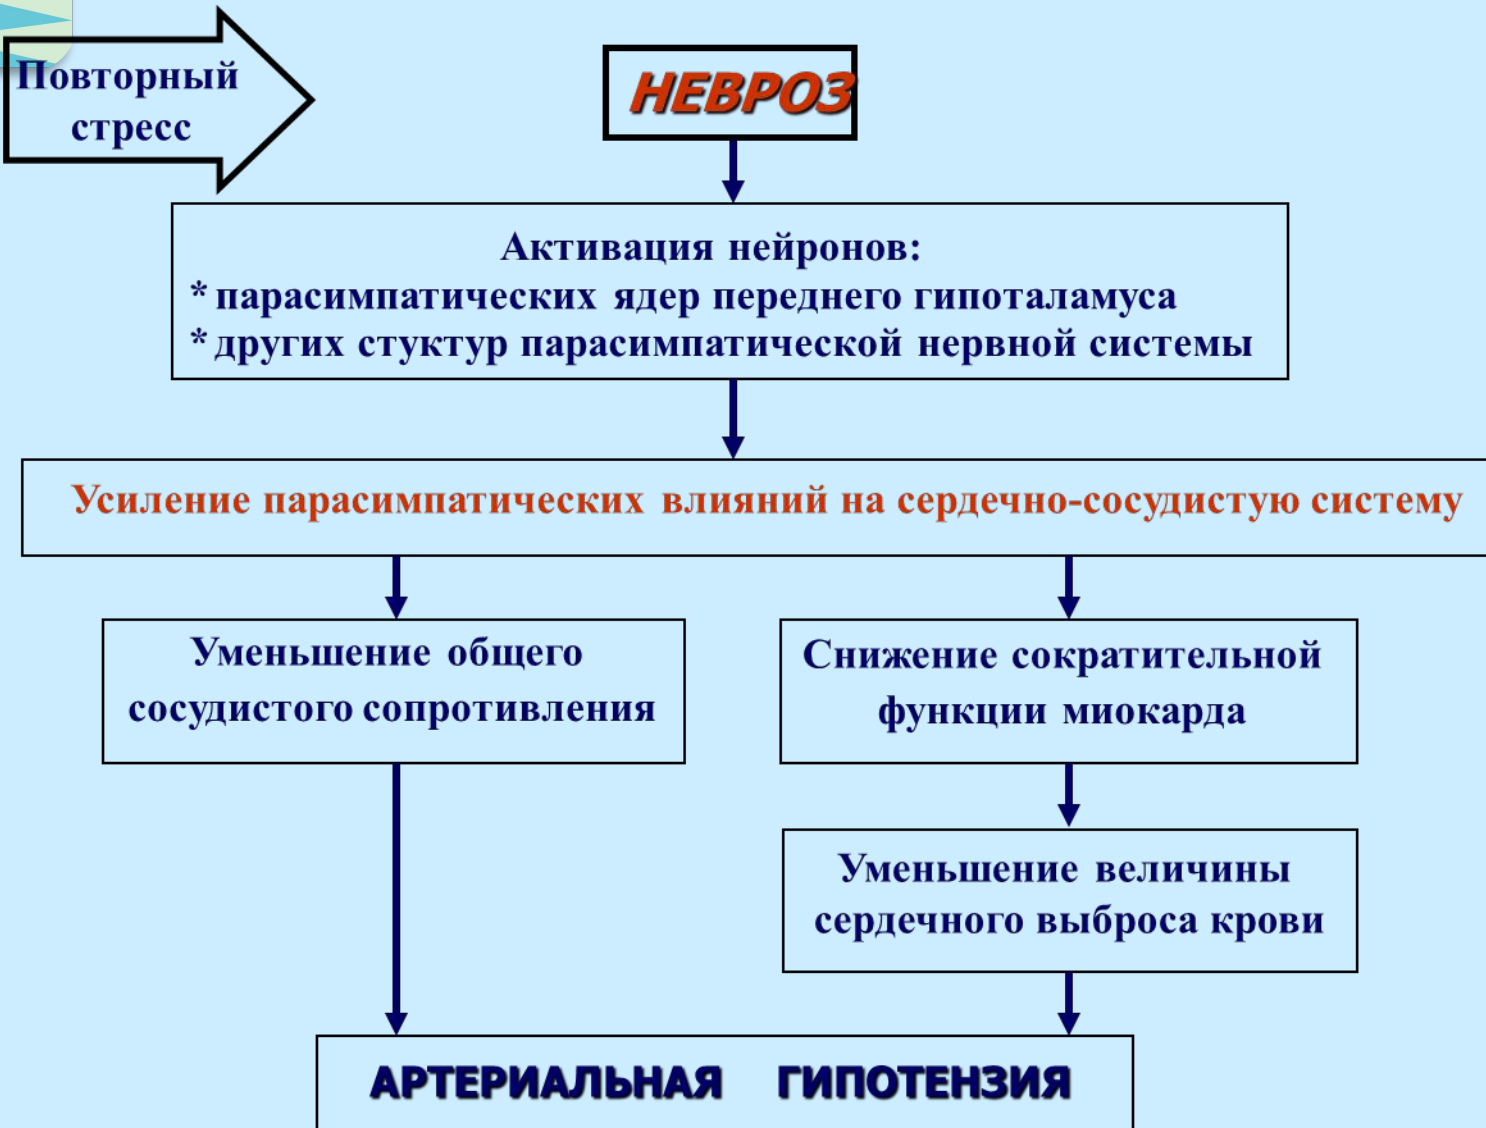 Повторный
стресс
НЕВРОЗ
Активация нейронов:
* парасимпатических ядер переднего гипоталамуса
* других стуктур парасимпатической нервной системы
Усиление парасимпатических влияний на сердечно-сосудистую систему
Уменьшение общего
сосудистого сопротивления
Снижение сократительной
функции миокарда
Уменьшение величины
сердечного выброса крови
АРТЕРИАЛЬНАЯ ГИПОТЕНЗИЯ